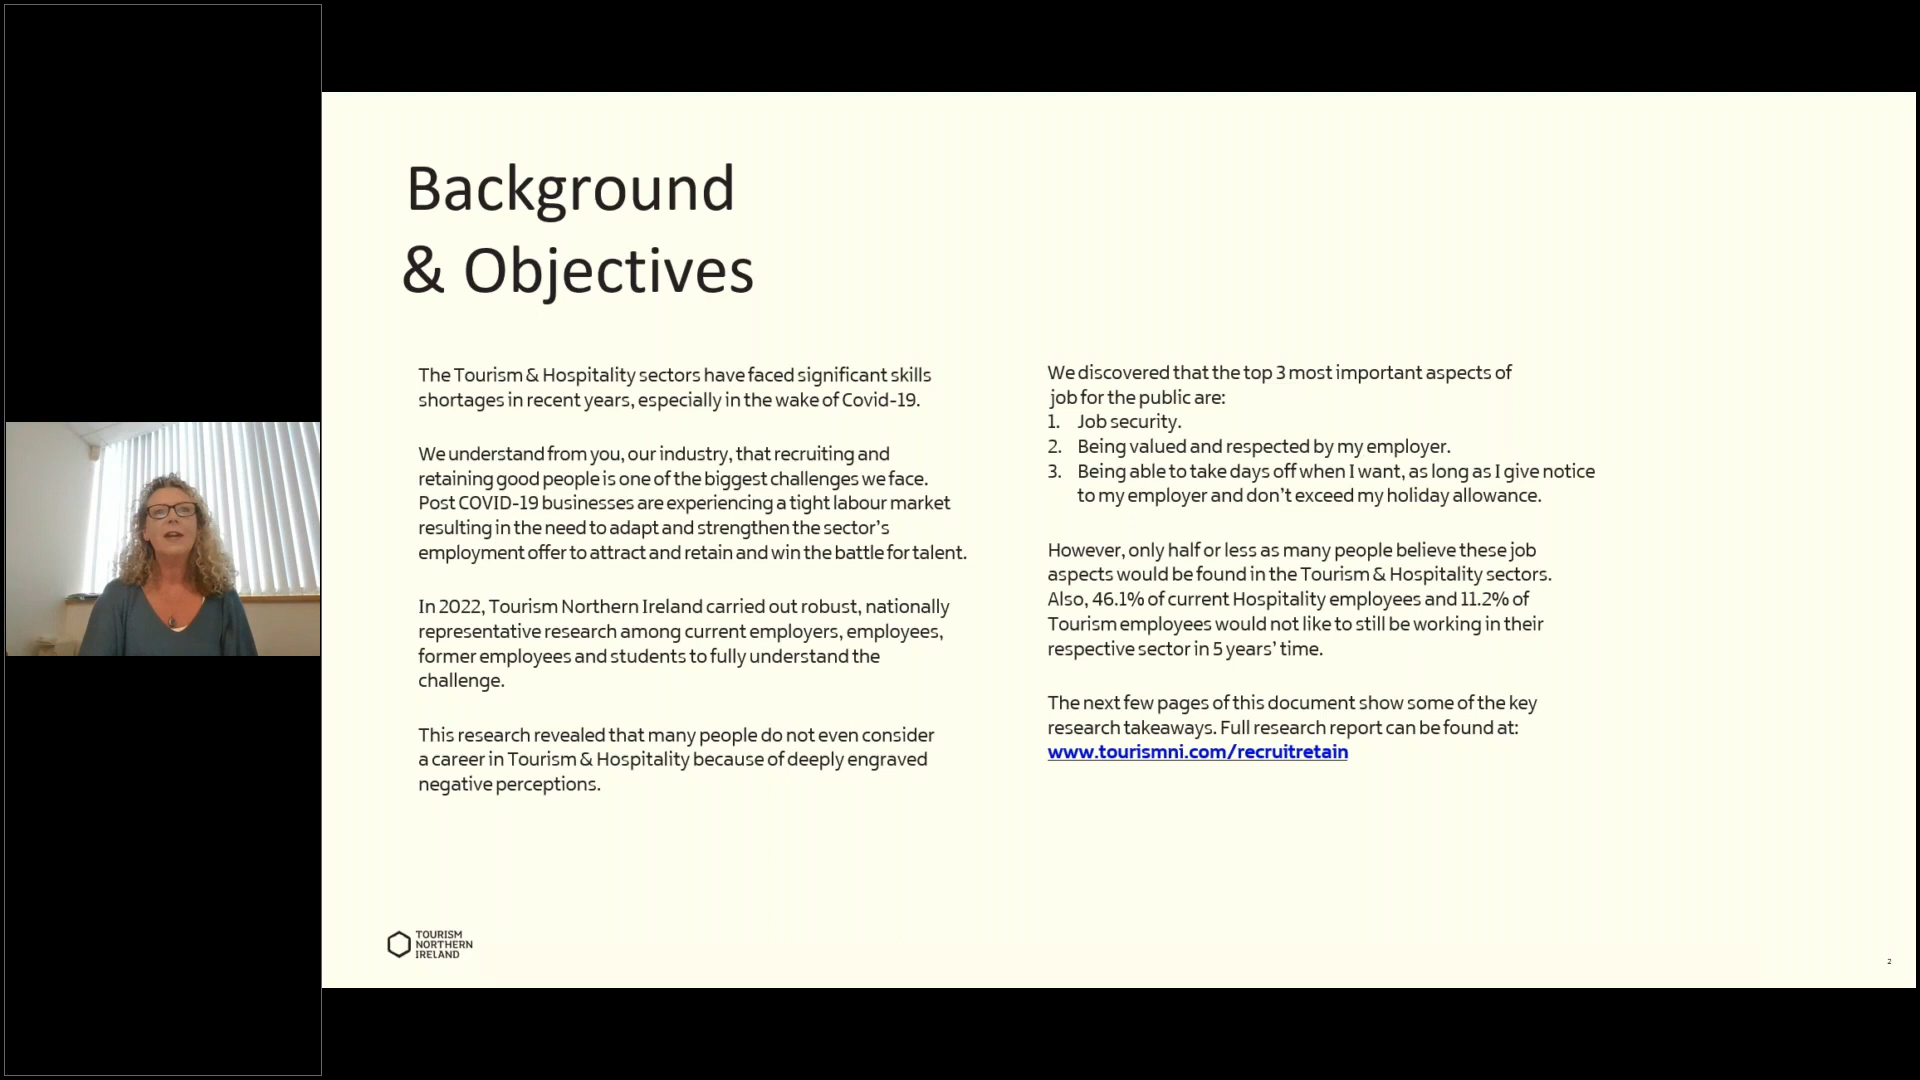 Background
& Objectives
The Tourism & Hospitality sectors have faced significant skills
shortages in recent years, especially in the wake of Covid-19.
We understand from you, our industry, that recruiting and
retaining good people is one of the biggest challenges we face.
Post COVID-19 businesses are experiencing a tight labour market
resulting in the need to adapt and strengthen the sector’s
employment offer to attract and retain and win the battle for talent.
In 2022, Tourism Northern Ireland carried out robust, nationally
representative research among current employers, employees,
former employees and students to fully understand the
challenge.
This research revealed that many people do not even consider
a career in Tourism & Hospitality because of deeply engraved
negative perceptions.
We discovered that the top 3 most important aspects of
job for the public are:
1. Job security.
2. Being valued and respected by my employer.
3. Being able to take days off when I want, as long as I give notice
to my employer and don’t exceed my holiday allowance.
However, only half or less as many people believe these job
aspects would be found in the Tourism & Hospitality sectors.
Also, 46.1% of current Hospitality employees and 11.2% of
Tourism employees would not like to still be working in their
respective sector in 5 years’ time.
The next few pages of this document show some of the key
research takeaways. Full research report can be found at:
www.tourismni.com/recruitretain
TOURISM
NORTHERN
IRELAND
2